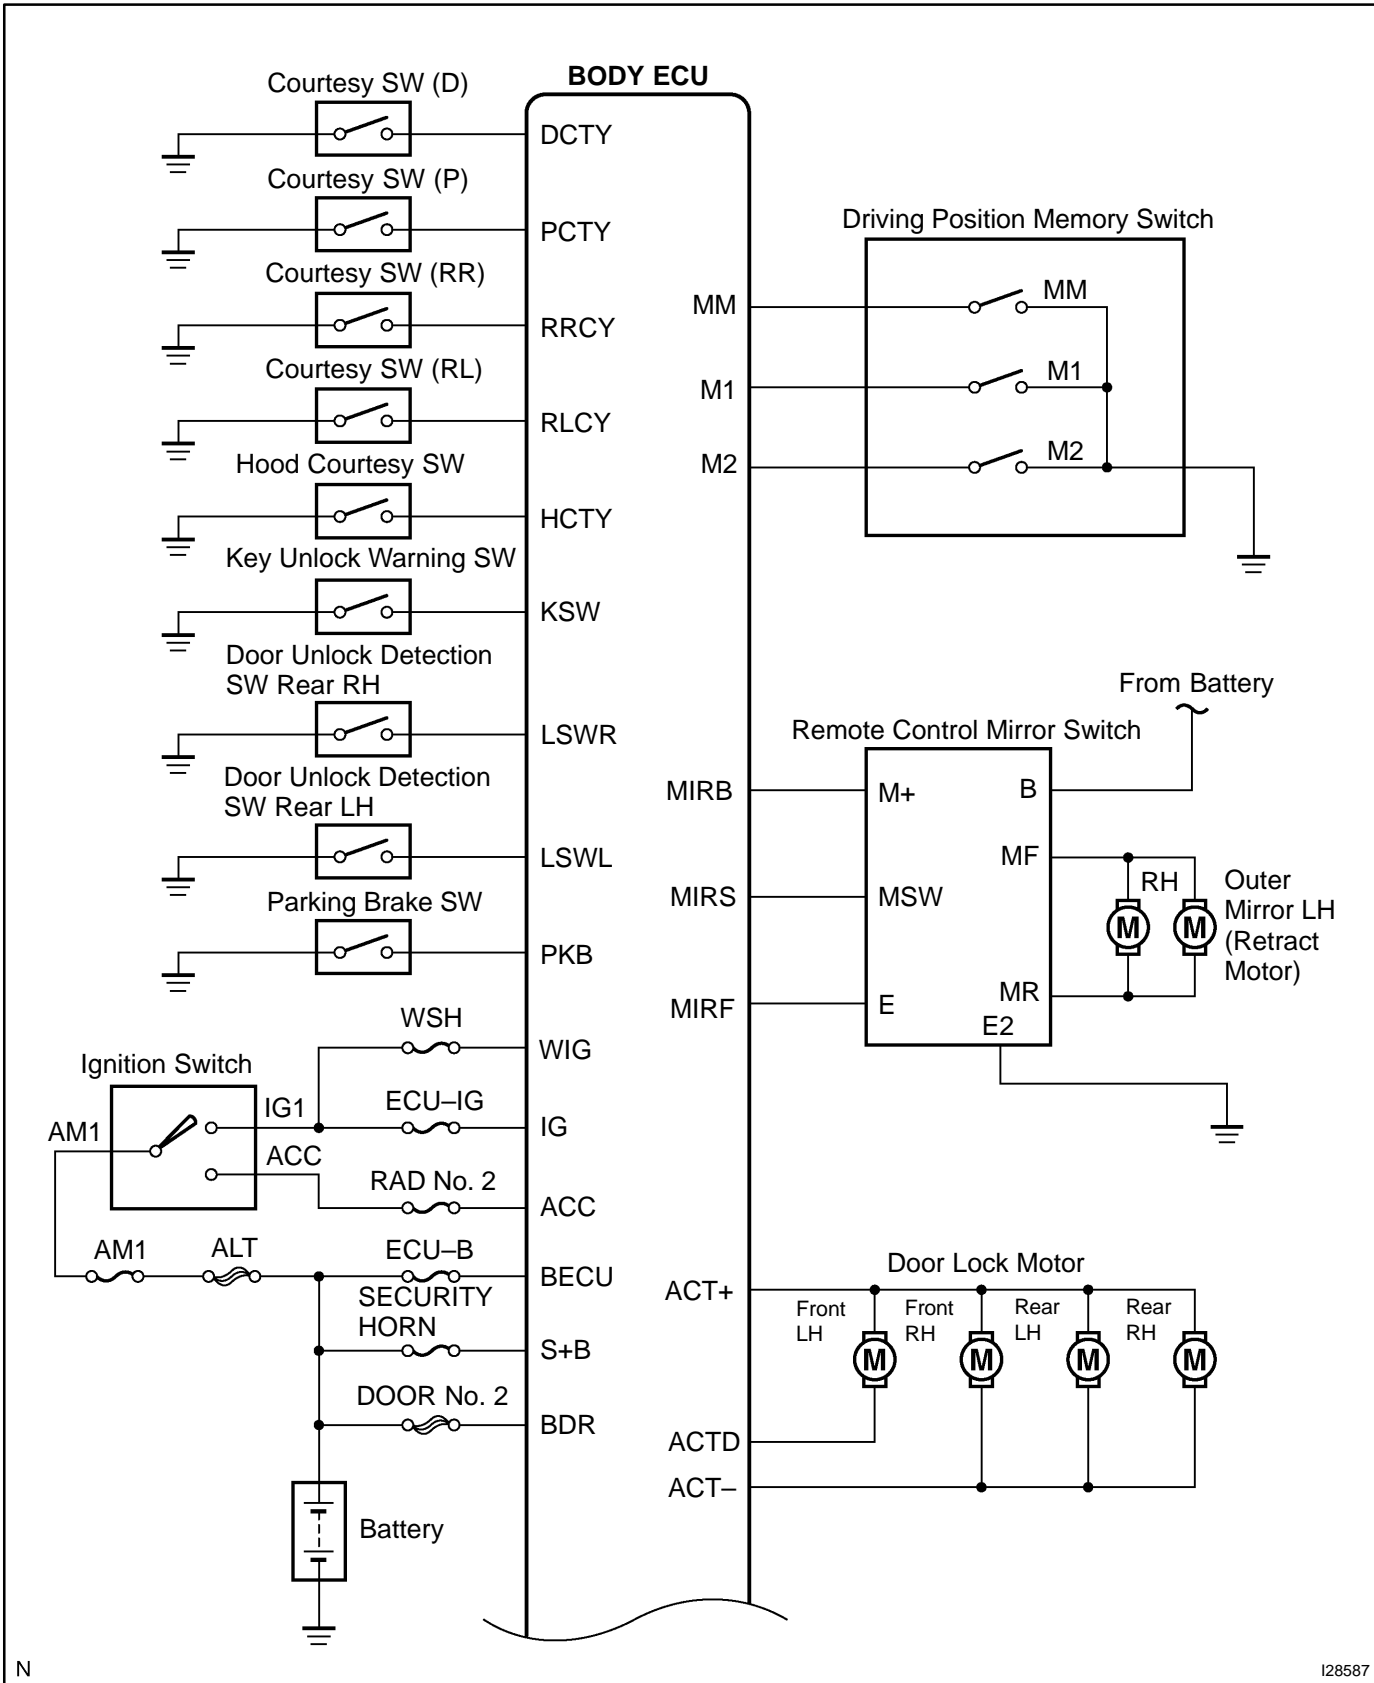 BODY ECU
Courtesy SW (D)
DCTY
Courtesy SW (P)
PCTY
Courtesy SW (RR)
RRCY
Courtesy SW (RL)
RLCY
Hood Courtesy SW
HCTY
Key Unlock Warning SW
KSW
Door Unlock Detection
SW Rear RH
LSWR
Door Unlock Detection
SW Rear LH
LSWL
Parking Brake SW
PKB
WSH
WIG
Ignition Switch
AM1
IG1
ECU–IG
IG
ACC
RAD No. 2
ACC
AM1
ALT
ECU–B
BECU
SECURITY
HORN
S+B
DOOR No. 2
BDR
Battery
Driving Position Memory Switch
MM
MM
M1
M1
M2
M2
From Battery
Remote Control Mirror Switch
MIRB
M+
B
MF
MIRS
MSW
RH
M
M
Outer
Mirror LH
(Retract
Motor)
MR
MIRF
E
E2
Door Lock Motor
ACT+
Front
LH
Front
RH
Rear
LH
Rear
RH
M
M
M
M
ACTD
ACT–
N
I28587